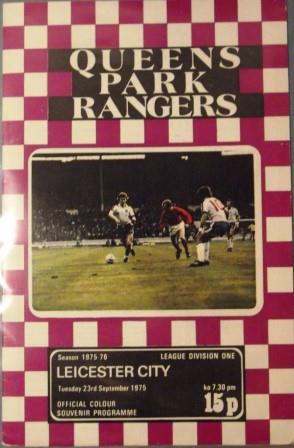 QUEENS
PARK
RANGERS
Season 1975-76 LEAGUE DIVISION ONE
LEICESTER CITY
Tuesday 23rd September 1975 ko 7.30 pm
OFFICIAL COLOUR
SOUVENIR PROGRAMME 15p